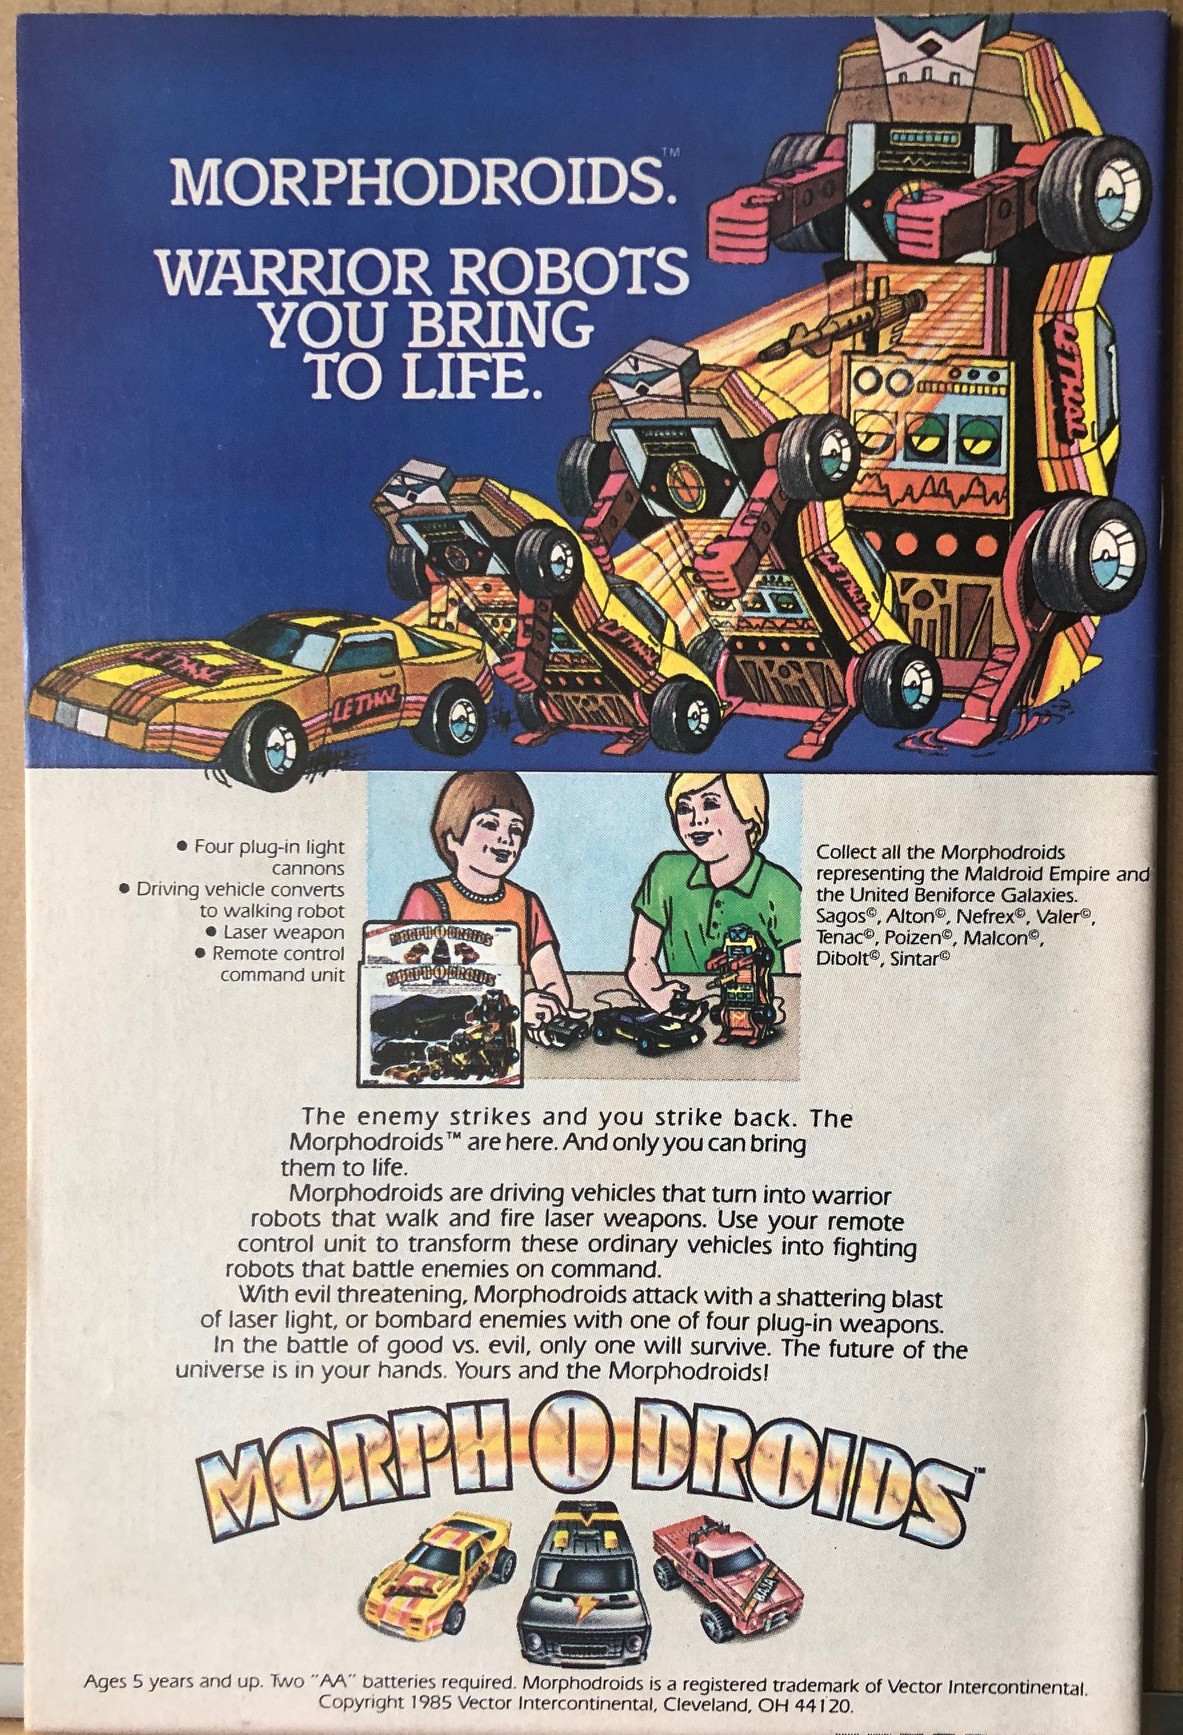 MORPHODROIDS.™
WARRIOR ROBOTS
YOU BRING
TO LIFE.
LETHAL
LETHAL
LETHAL
LETHAL
LETHAL
• Four plug-in light
cannons
• Driving vehicle converts
to walking robot
• Laser weapon
• Remote control
command unit
MORPH-O-DROIDS
MORPH-O-DROIDS
Collect all the Morphodroids
representing the Maldroid Empire and
the United Beniforce Galaxies.
Sagos©, Alton©, Nefrex©, Valer©,
Tenac©, Poizen©, Malcon©,
Dibolt©, Sintar©
The enemy strikes and you strike back. The
Morphodroids™ are here. And only you can bring
them to life.
Morphodroids are driving vehicles that turn into warrior
robots that walk and fire laser weapons. Use your remote
control unit to transform these ordinary vehicles into fighting
robots that battle enemies on command.
With evil threatening, Morphodroids attack with a shattering blast
of laser light, or bombard enemies with one of four plug-in weapons.
In the battle of good vs. evil, only one will survive. The future of the
universe is in your hands. Yours and the Morphodroids!
MORPH O DROIDS™
BAJA
Ages 5 years and up. Two "AA" batteries required. Morphodroids is a registered trademark of Vector Intercontinental.
Copyright 1985 Vector Intercontinental, Cleveland, OH 44120.